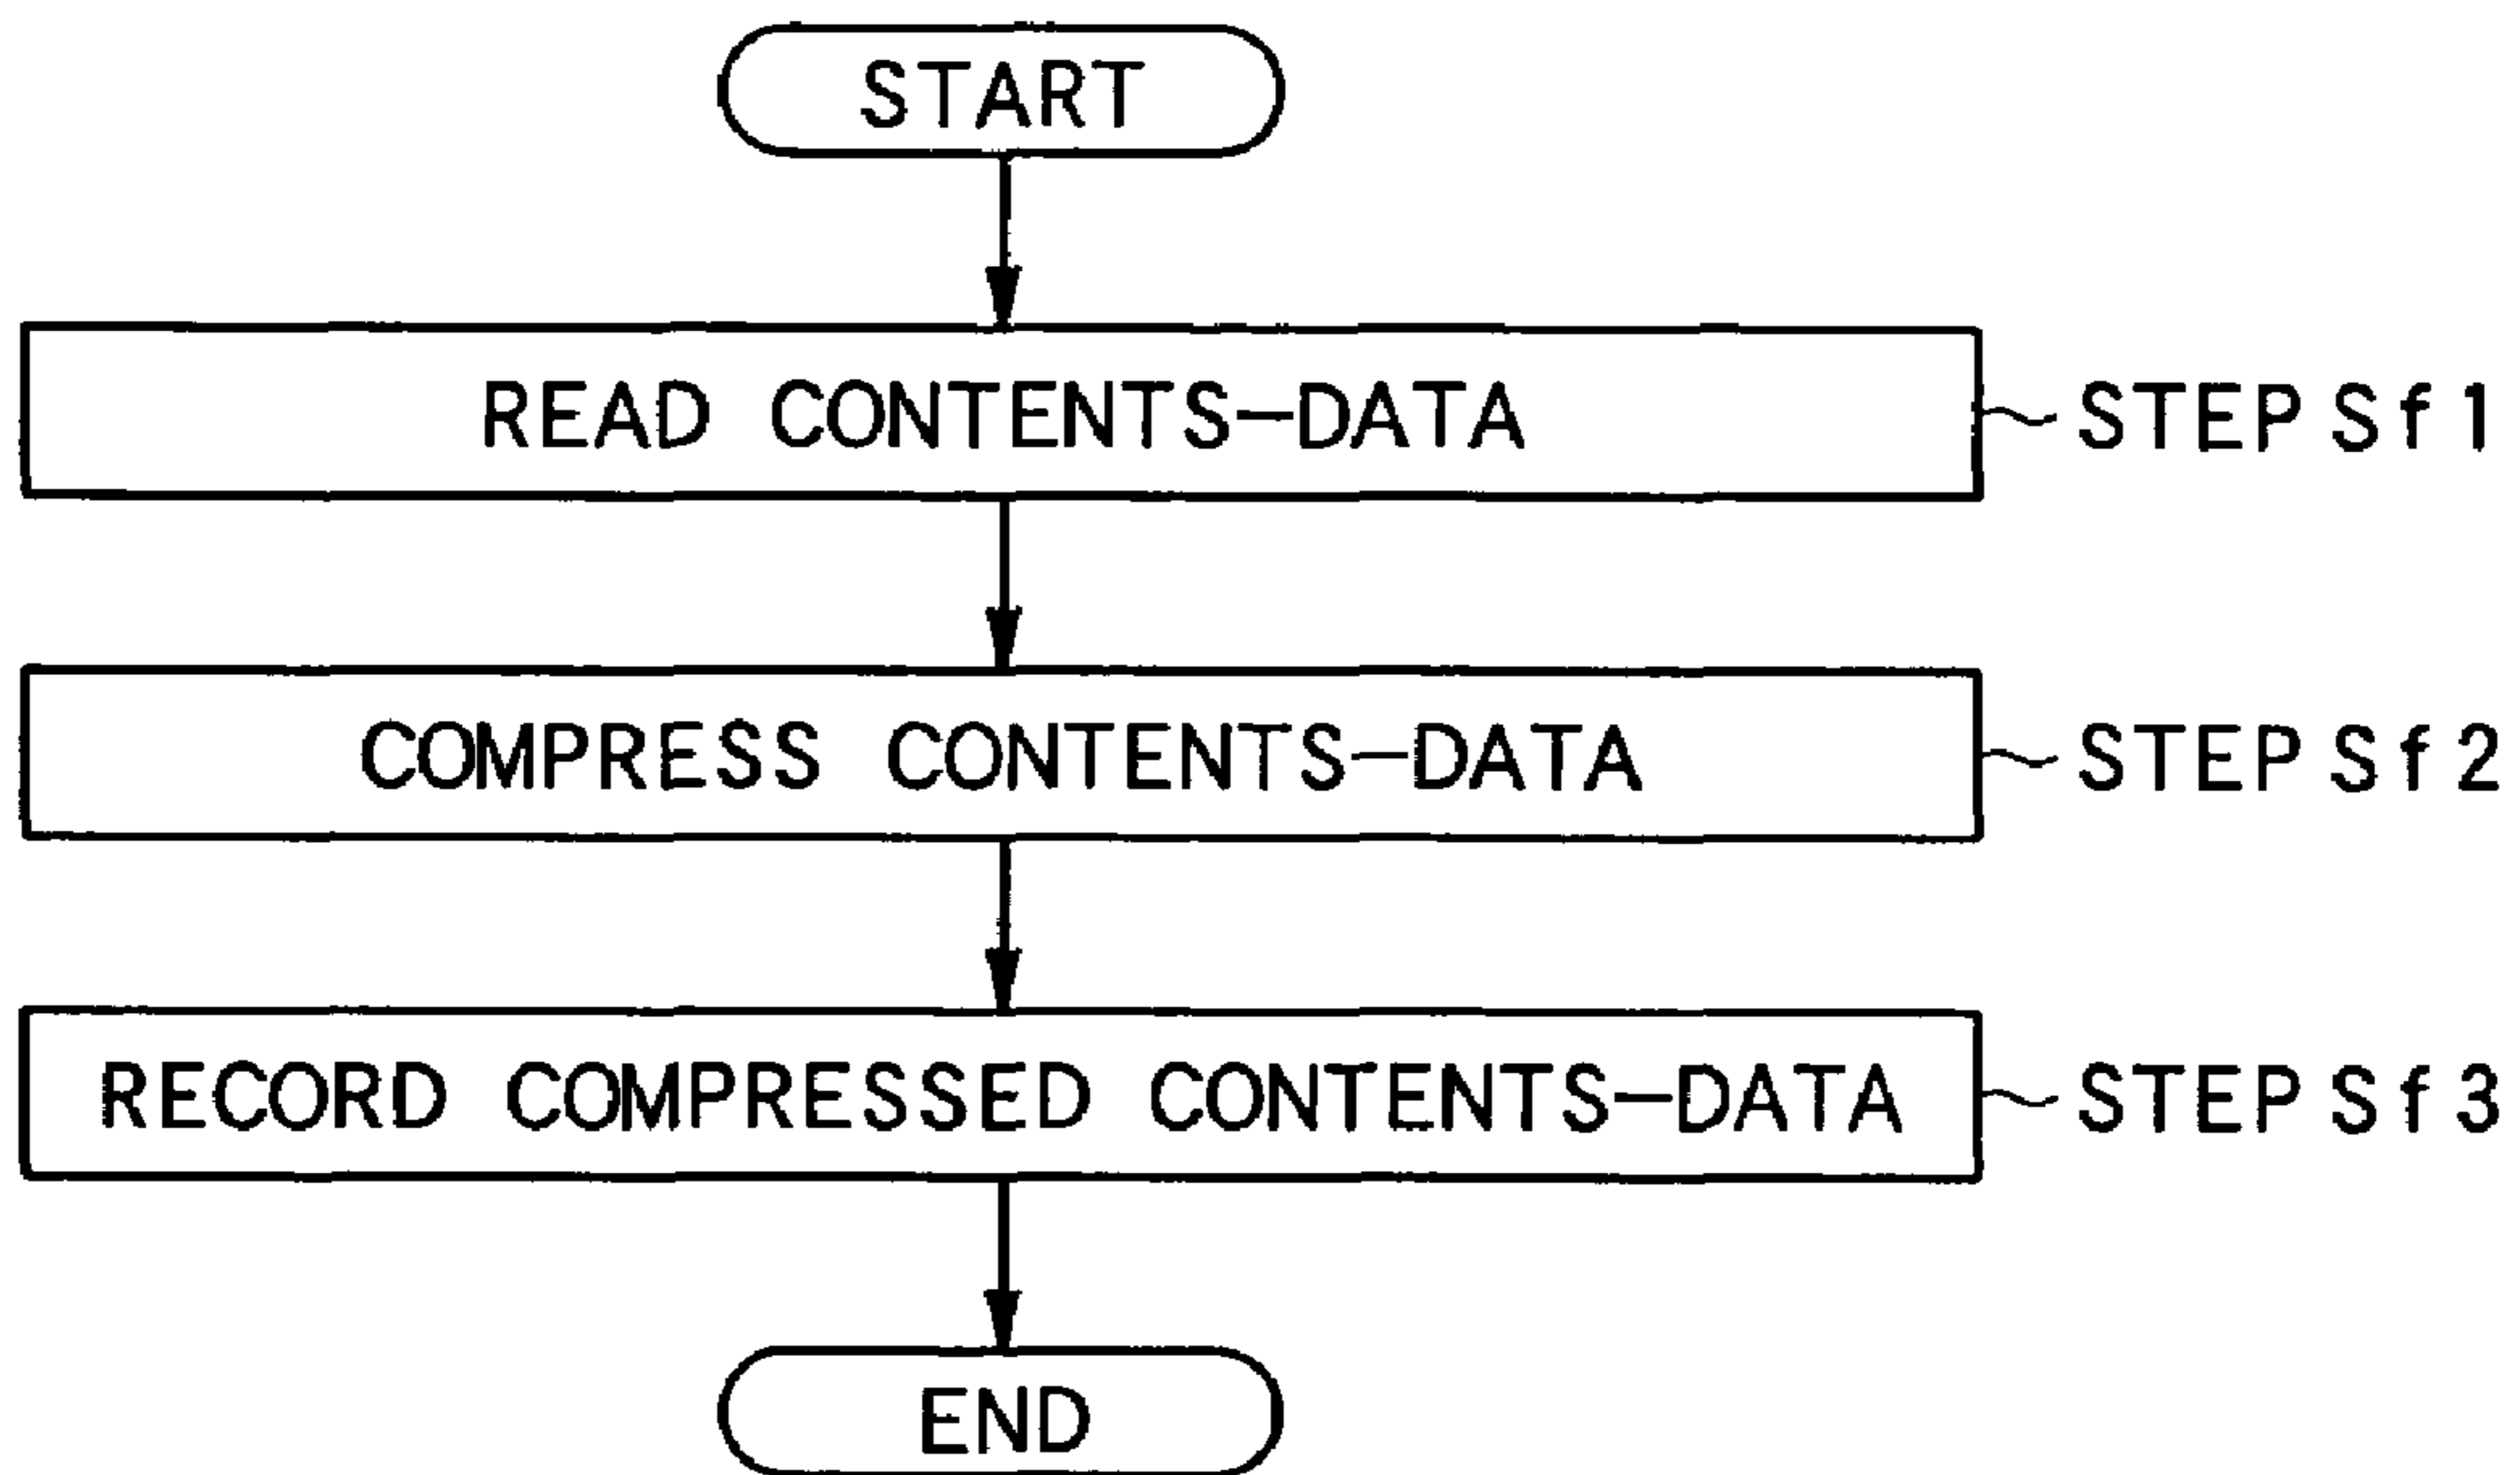 START
READ CONTENTS-DATA STEP Sf1
COMPRESS CONTENTS-DATA STEP Sf2
RECORD COMPRESSED CONTENTS-DATA STEP Sf3
END